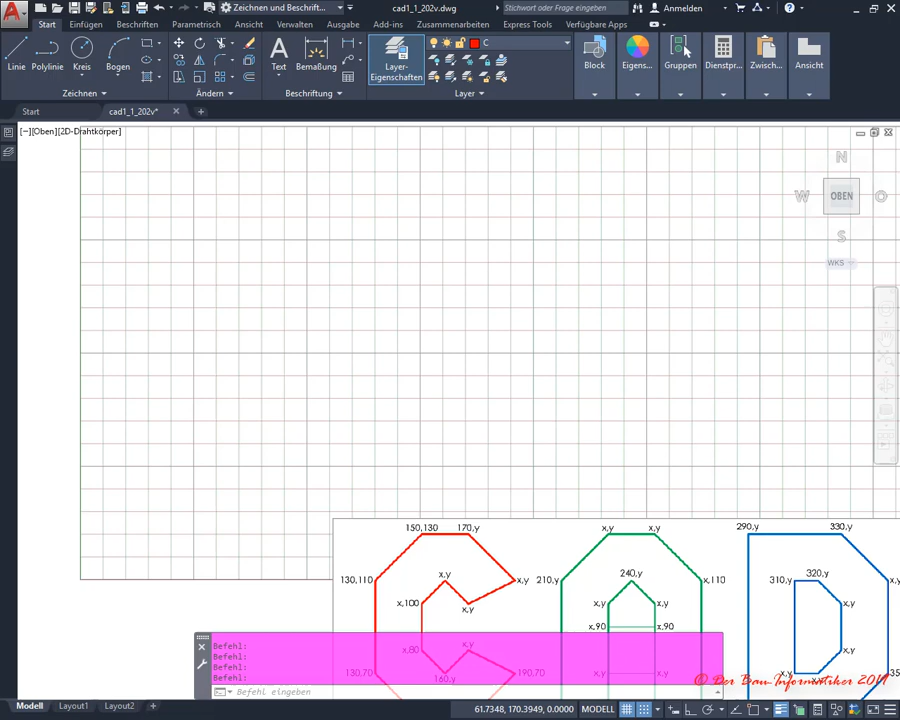 A
Zeichnen und Beschrift...
cad1_1_202v.dwg
Stichwort oder Frage eingeben
Anmelden
Start Einfügen Beschriften Parametrisch Ansicht Verwalten Ausgabe Add-ins Zusammenarbeiten Express Tools Verfügbare Apps
C
Linie Polylinie Kreis Bogen Text Bemaßung Layer-Eigenschaften Block Eigens... Gruppen Dienstpr... Zwisch... Ansicht
Zeichnen Ändern Beschriftung Layer
Start cad1_1_202v*
[−][Oben][2D-Drahtkörper]
N
W OBEN O
S
WKS
150,130 170,y x,y x,y 290,y 330,y
130,110 x,y x,y 210,y 240,y x,110 310,y 320,y x,
x,100 x,y x,y x,y x,y
x,90 x,90
x,80 x,y x,y
130,70 160,y 190,70 x,y x,y x,y 35
Befehl:
Befehl:
Befehl:
Befehl:
Befehl eingeben
© Der Bau.Informatiker 2019
Modell Layout1 Layout2
61.7348, 170.3949, 0.0000 MODELL